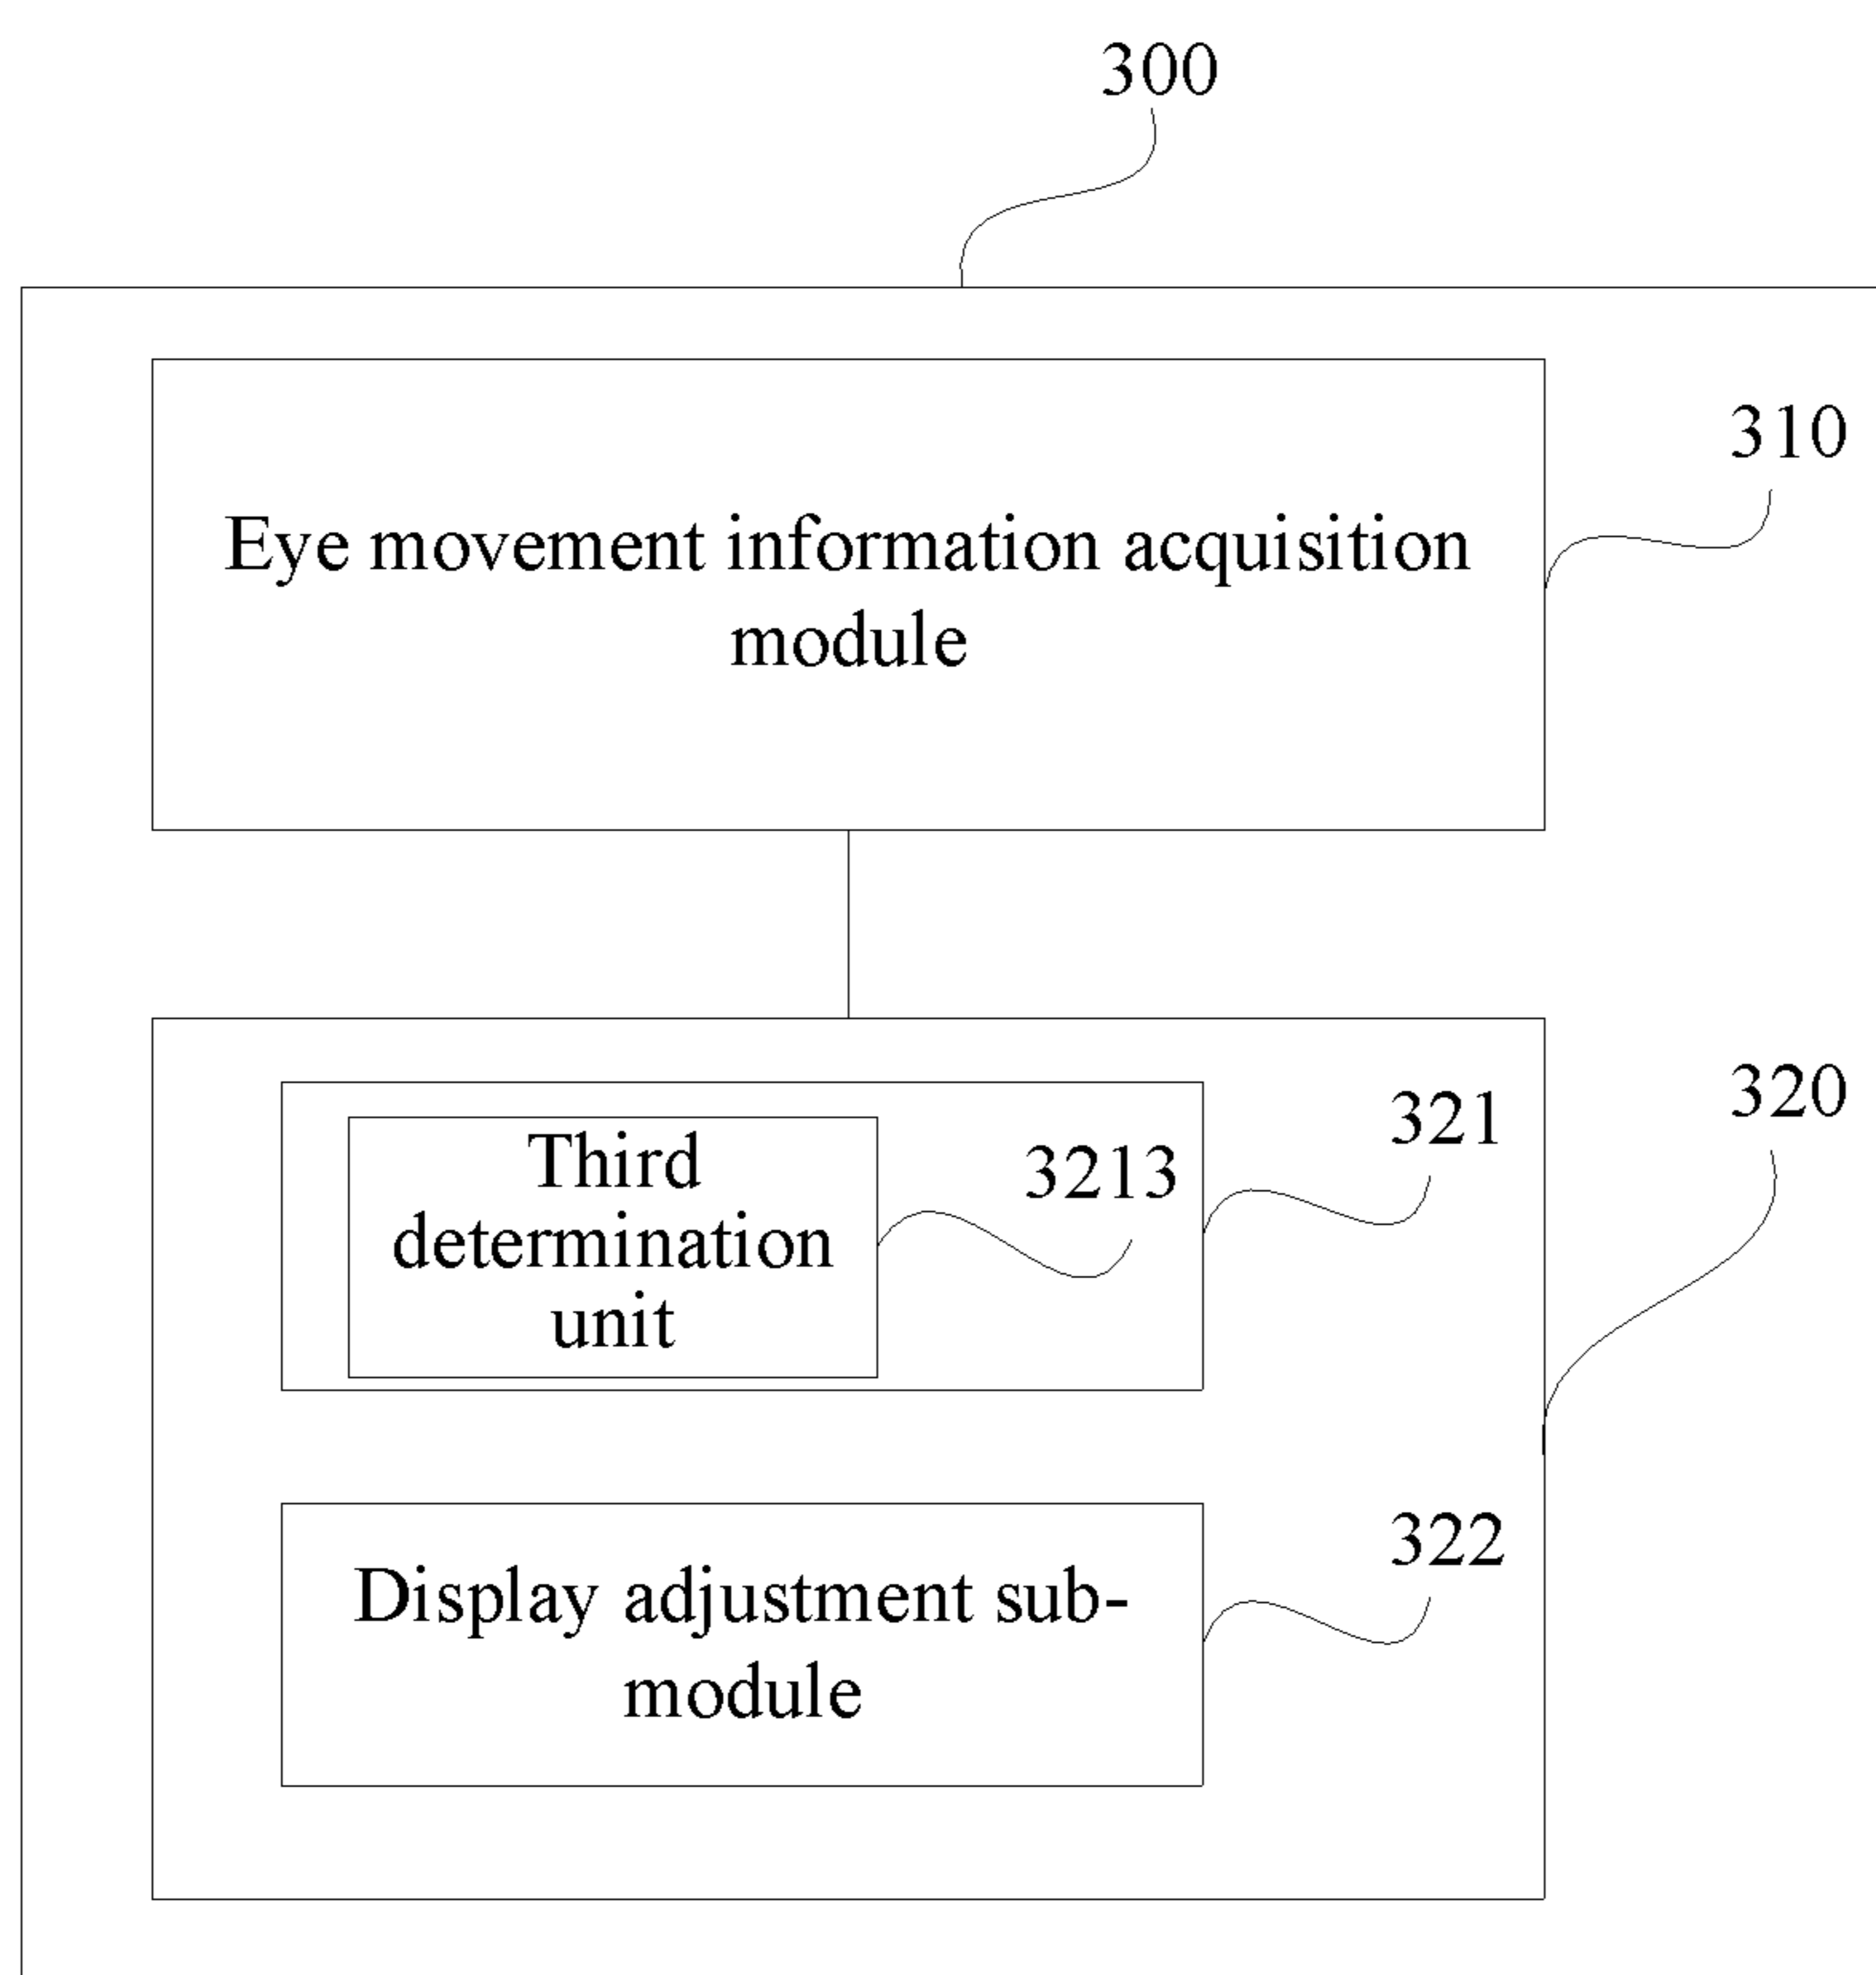 300
310
Eye movement information acquisition
module
320
321
3213
Third
determination
unit
322
Display adjustment sub-
module